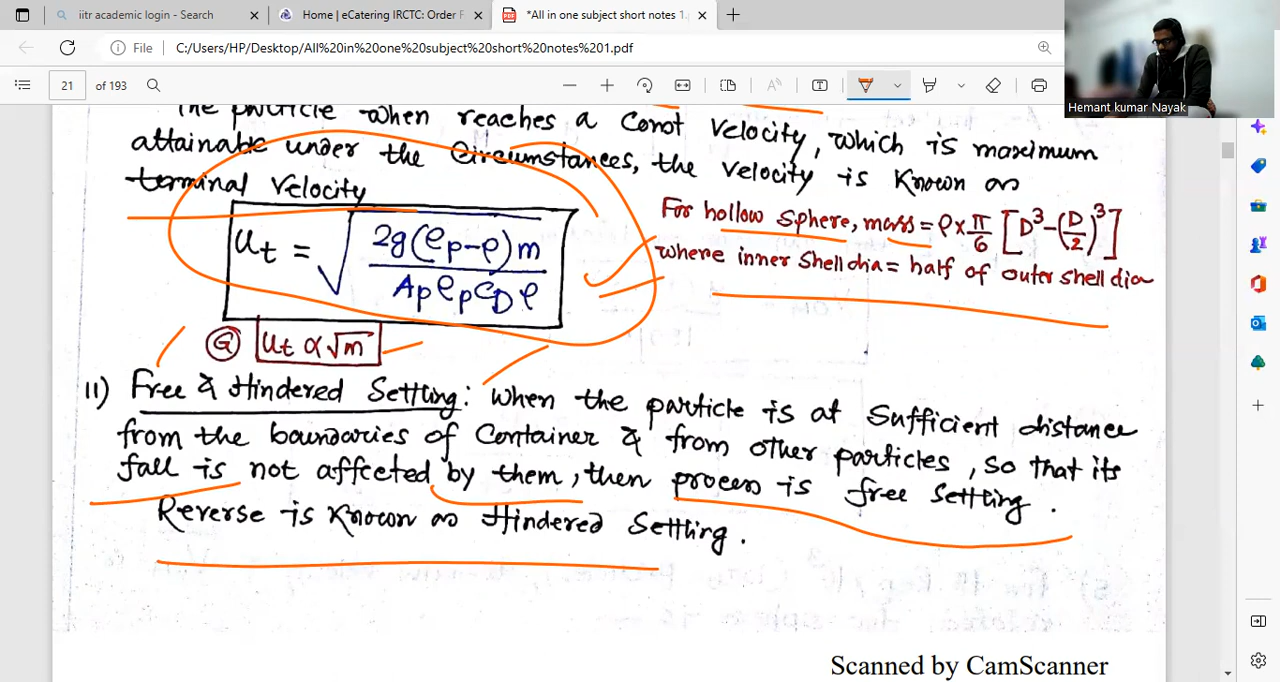 iitr academic login - Search
Home | eCatering IRCTC: Order F
*All in one subject short notes 1.p
File
C:/Users/HP/Desktop/All%20in%20one%20subject%20short%20notes%201.pdf
21 of 193
Hemant kumar Nayak
The particle when reaches a Const Velocity, which is maximum
attainable under the Circumstances, the Velocity is known as
terminal Velocity
Ut = √ 2g(ρp-ρ)m / Ap ρp CD ρ
For hollow sphere, mass = ρ × π/6 [D³-(D/2)³]
where inner shell dia = half of outer shell dia
G Ut ∝ √m
11) Free & Hindered Settling: When the particle is at sufficient distance
from the boundaries of Container & from other particles, so that its
fall is not affected by them, then process is free settling.
Reverse is known as Hindered Settling.
Scanned by CamScanner